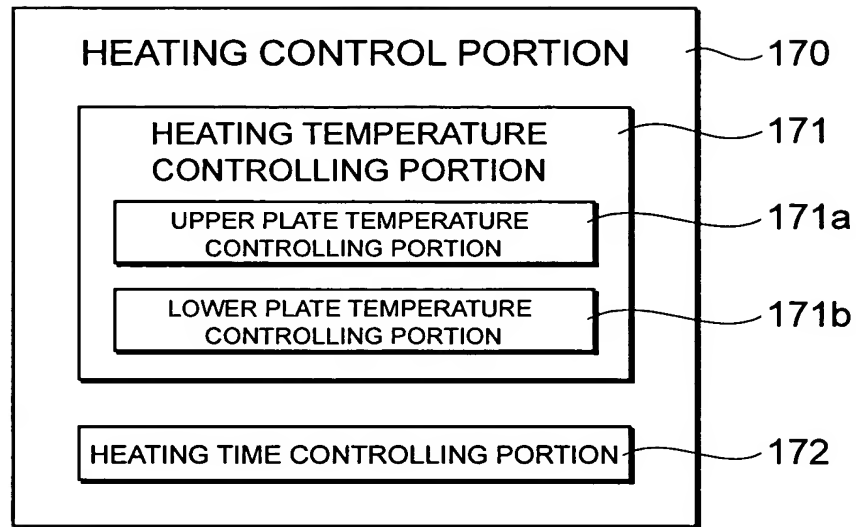 HEATING CONTROL PORTION
170
HEATING TEMPERATURE
CONTROLLING PORTION
171
UPPER PLATE TEMPERATURE
CONTROLLING PORTION
171a
LOWER PLATE TEMPERATURE
CONTROLLING PORTION
171b
HEATING TIME CONTROLLING PORTION
172